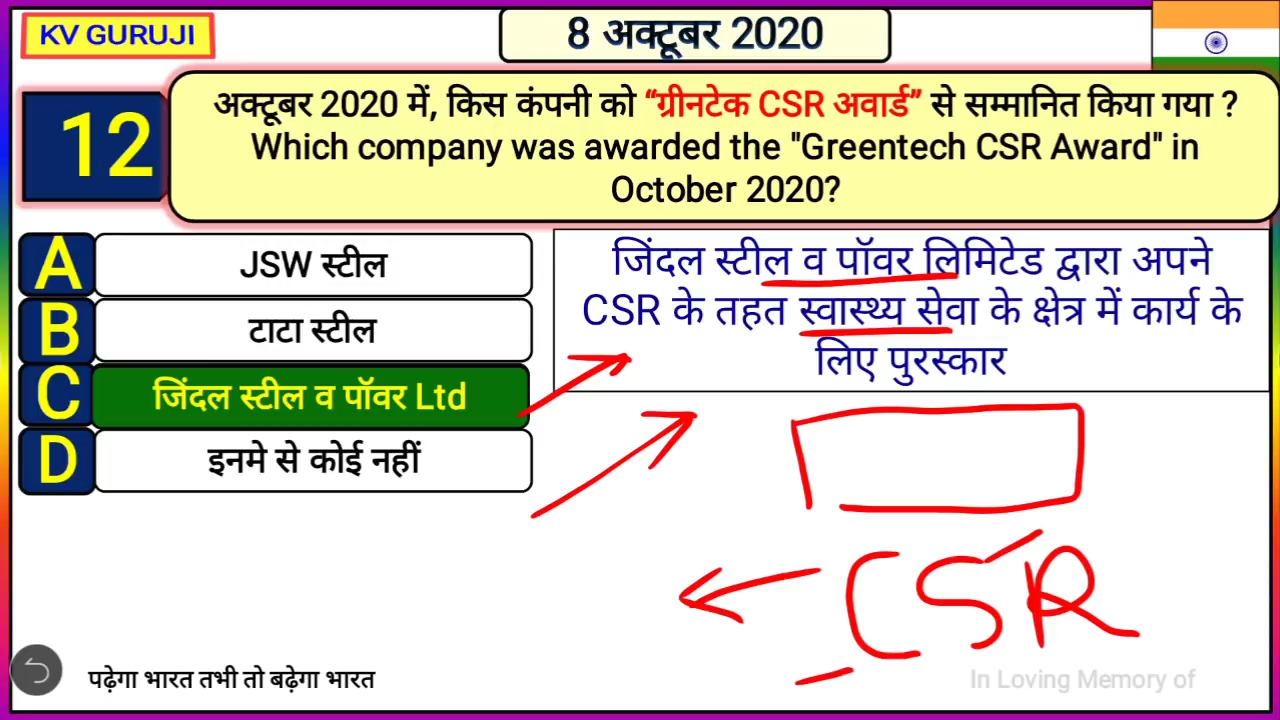 KV GURUJI
8 अक्टूबर 2020
12
अक्टूबर 2020 में, किस कंपनी को “ग्रीनटेक CSR अवार्ड” से सम्मानित किया गया ?
Which company was awarded the "Greentech CSR Award" in
October 2020?
A JSW स्टील
B टाटा स्टील
C जिंदल स्टील व पॉवर Ltd
D इनमे से कोई नहीं
जिंदल स्टील व पॉवर लिमिटेड द्वारा अपने
CSR के तहत स्वास्थ्य सेवा के क्षेत्र में कार्य के
लिए पुरस्कार
CSR
पढ़ेगा भारत तभी तो बढ़ेगा भारत
In Loving Memory of